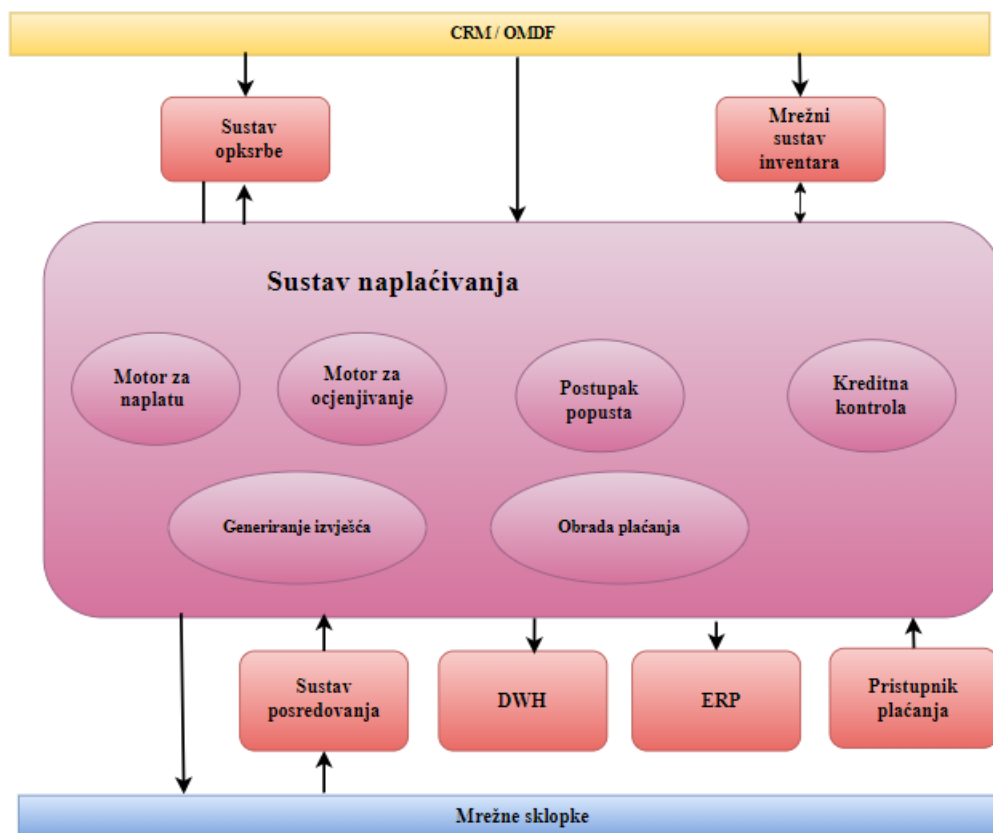 CRM / OMDF
Sustav
opksrbe
Mrežni
sustav
inventara
Sustav naplaćivanja
Motor za
naplatu
Motor za
ocjenjivanje
Postupak
popusta
Kreditna
kontrola
Generiranje izvješća
Obrada plaćanja
Sustav
posredovanja
DWH
ERP
Pristupnik
plaćanja
Mrežne sklopke